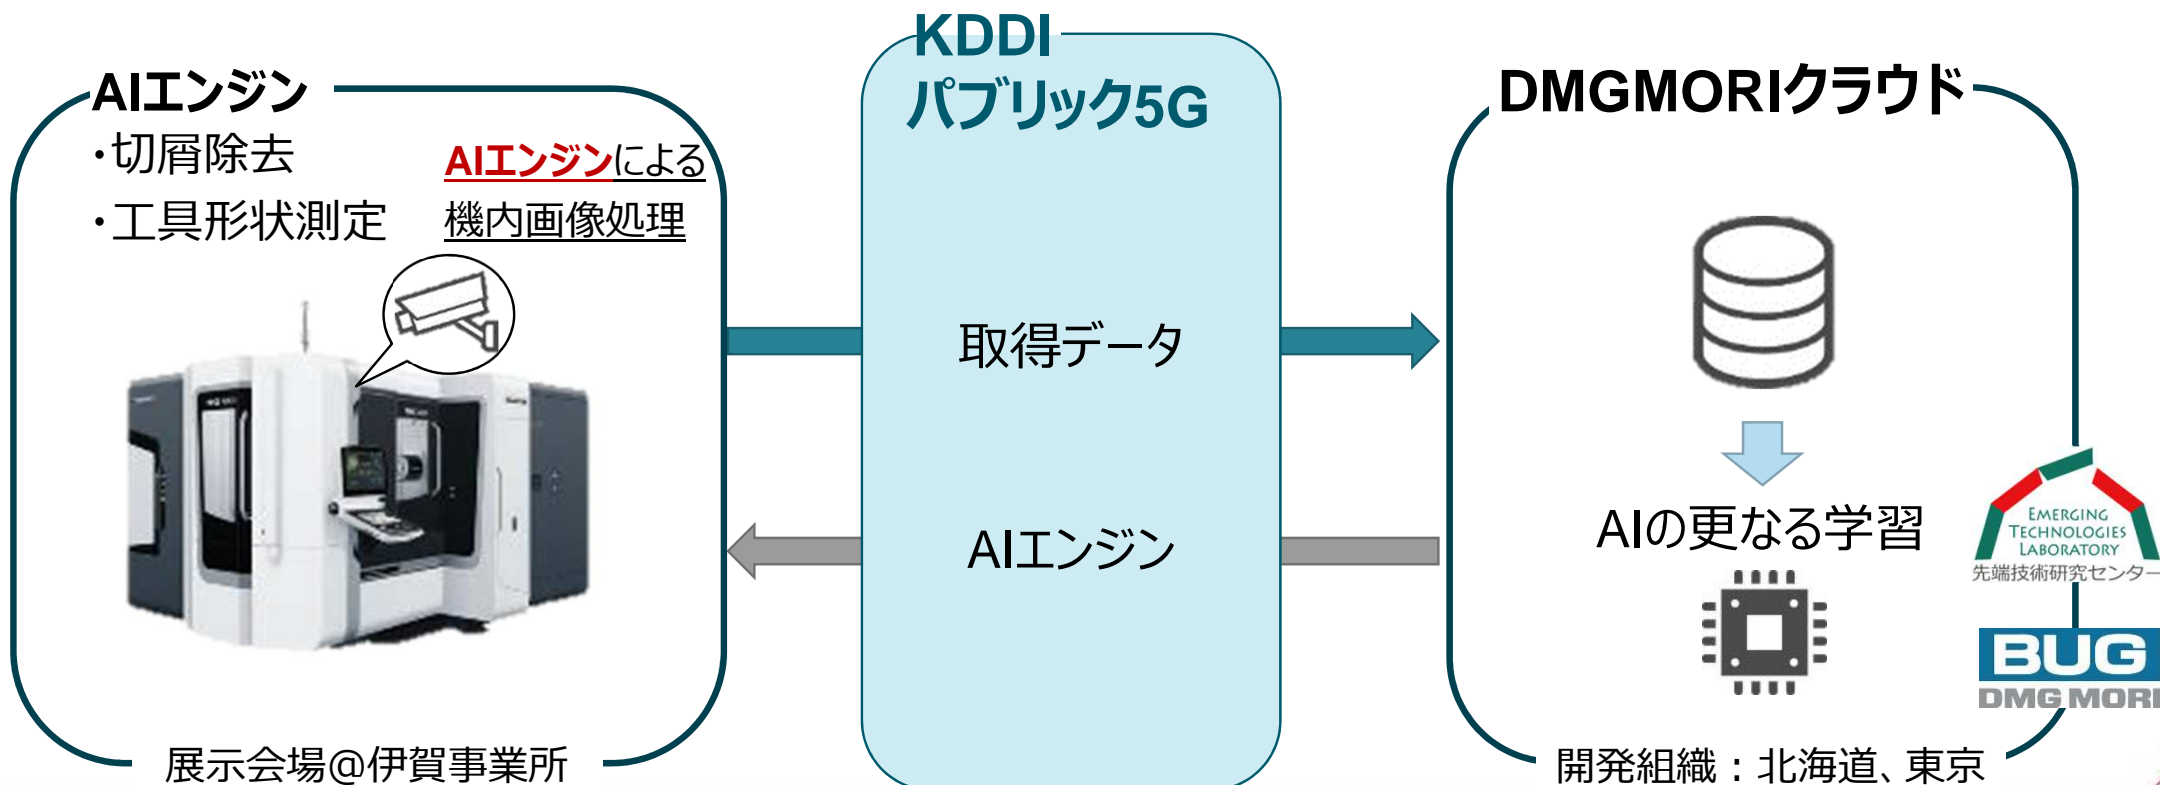 AIエンジン
・切屑除去
・工具形状測定
AIエンジンによる
機内画像処理
展示会場@伊賀事業所
KDDI
パブリック5G
取得データ
AIエンジン
DMGMORIクラウド
AIの更なる学習
EMERGING
TECHNOLOGIES
LABORATORY
先端技術研究センター
BUG
DMG MORI
開発組織：北海道、東京